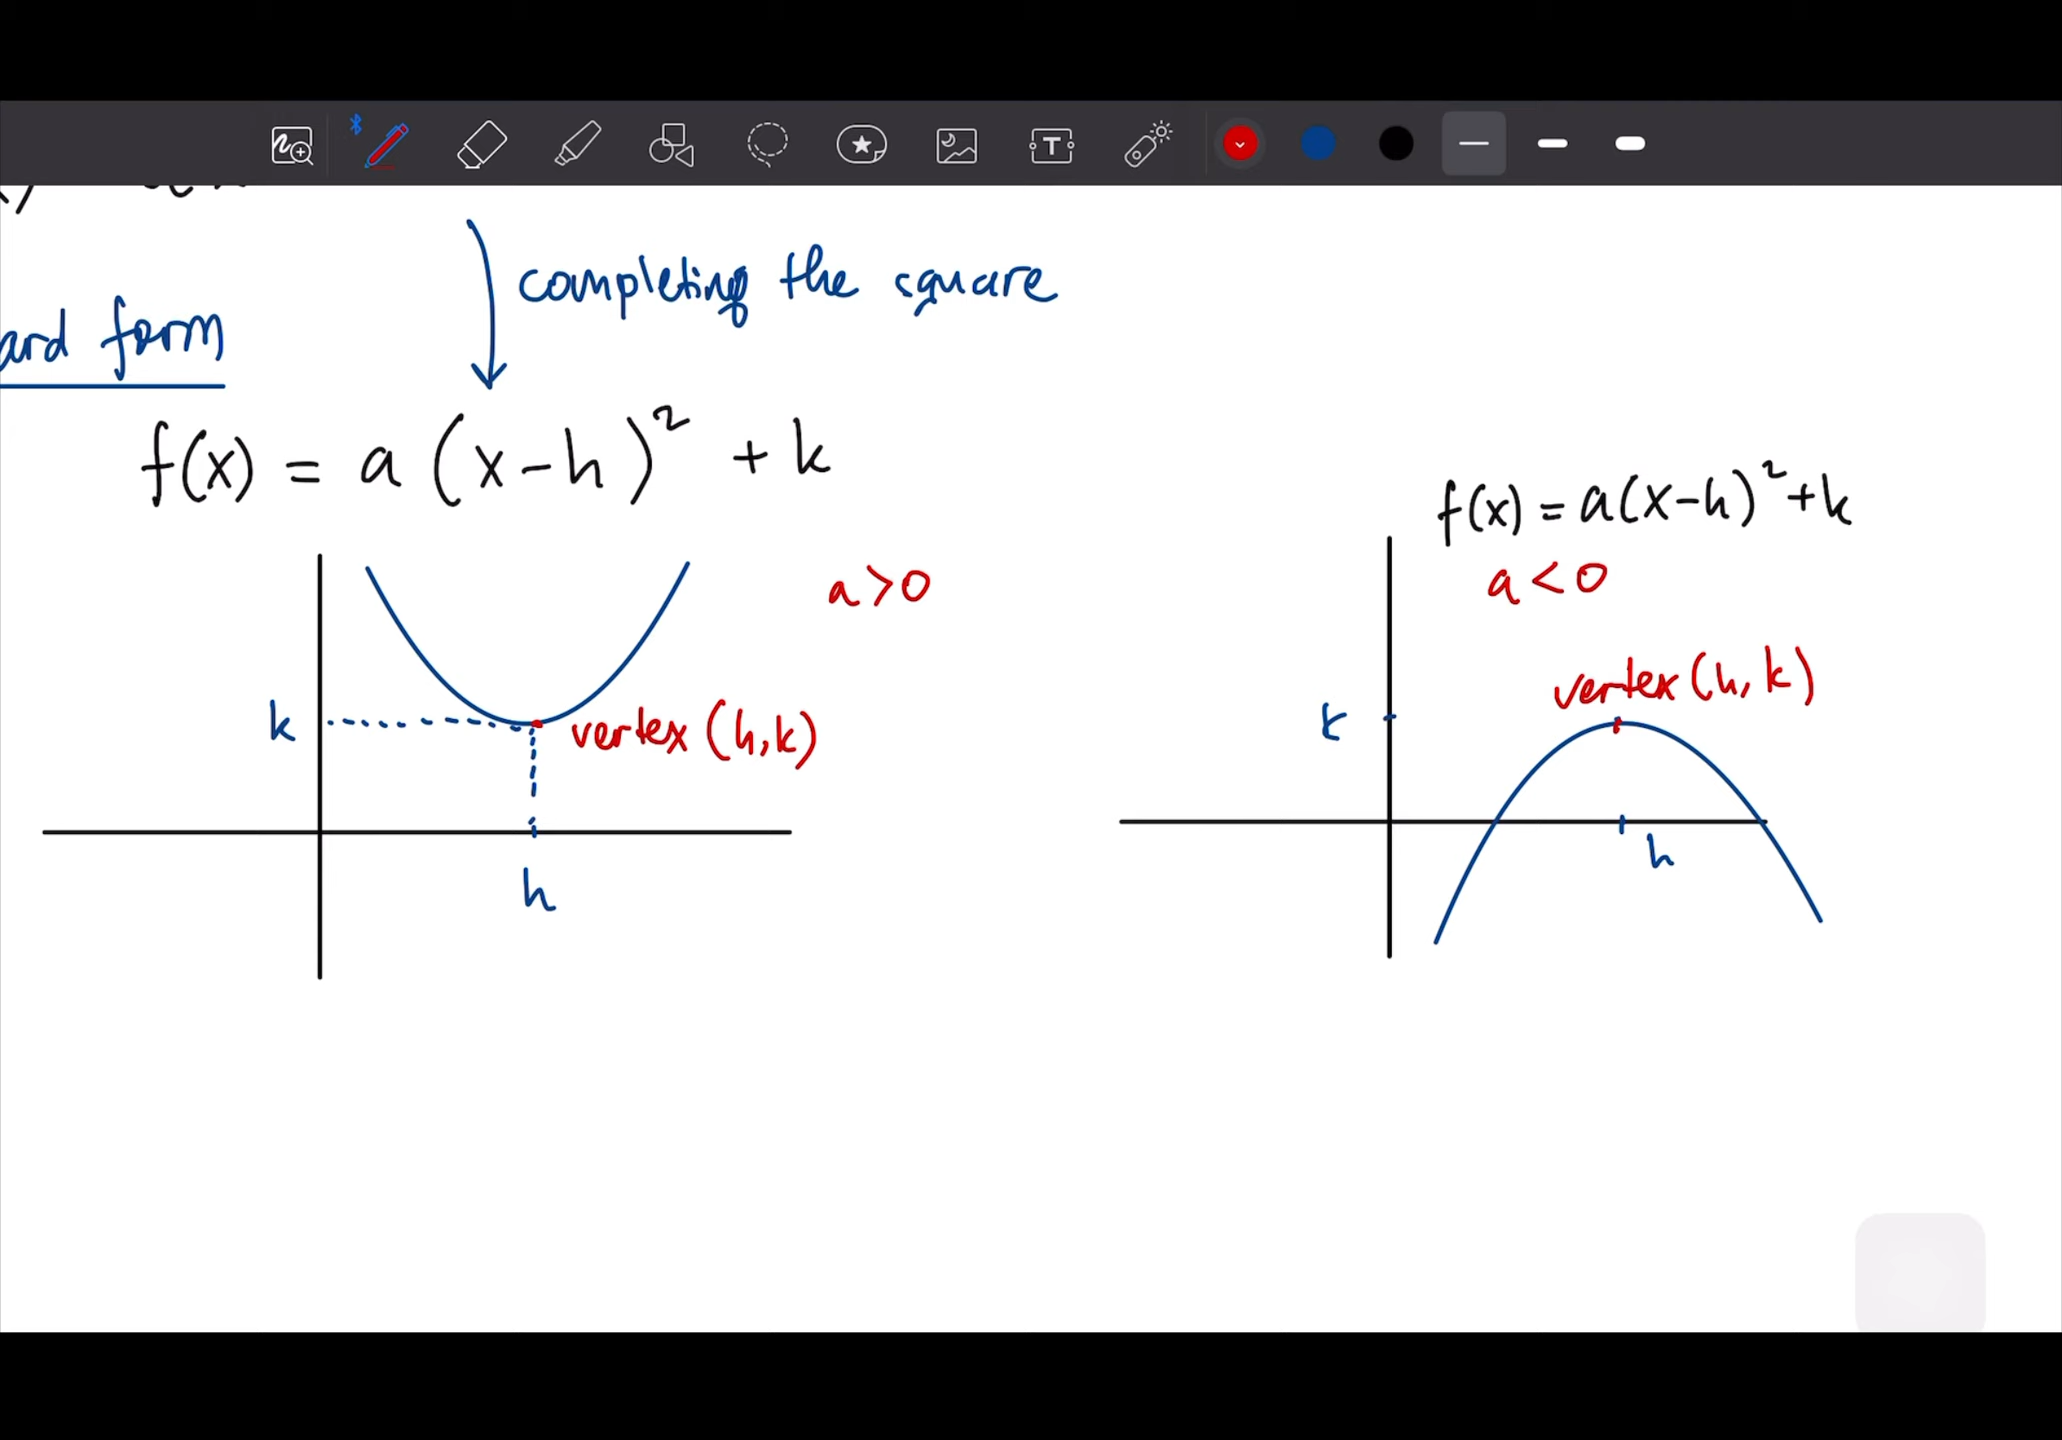 completing the square
ard form
f(x) = a (x-h)² + k
a>0
k
vertex (h,k)
h
f(x) = a(x-h)²+k
a<0
vertex (h, k)
k
h